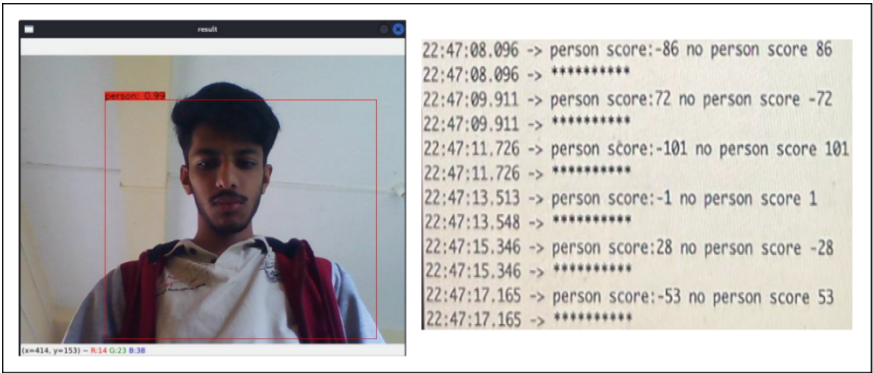 result
person: 0.99
(x=414, y=153) ~ R:14 G:23 B:38
22:47:08.096 -> person score:-86 no person score 86
22:47:08.096 -> **********
22:47:09.911 -> person score:72 no person score -72
22:47:09.911 -> **********
22:47:11.726 -> person score:-101 no person score 101
22:47:11.726 -> **********
22:47:13.513 -> person score:-1 no person score 1
22:47:13.548 -> **********
22:47:15.346 -> person score:28 no person score -28
22:47:15.346 -> **********
22:47:17.165 -> person score:-53 no person score 53
22:47:17.165 -> **********